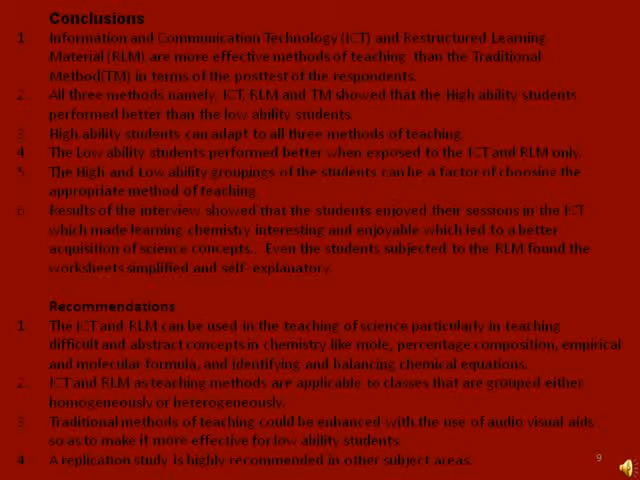 Conclusions
1. Information and Communication Technology (ICT) and Restructured Learning
Material (RLM) are more effective methods of teaching than the Traditional
Method(TM) in terms of the posttest of the respondents.
2. All three methods namely, ICT, RLM and TM showed that the High ability students
performed better than the low ability students.
3. High ability students can adapt to all three methods of teaching.
4. The Low ability students performed better when exposed to the ICT and RLM only.
5. The High and Low ability groupings of the students can be a factor of choosing the
appropriate method of teaching.
6. Results of the interview showed that the students enjoyed their sessions in the ICT
which made learning chemistry interesting and enjoyable which led to a better
acquisition of science concepts.. Even the students subjected to the RLM found the
worksheets simplified and self- explanatory.
Recommendations
1. The ICT and RLM can be used in the teaching of science particularly in teaching
difficult and abstract concepts in chemistry like mole, percentage composition, empirical
and molecular formula, and identifying and balancing chemical equations.
2. ICT and RLM as teaching methods are applicable to classes that are grouped either
homogeneously or heterogeneously.
3. Traditional methods of teaching could be enhanced with the use of audio visual aids
so as to make it more effective for low ability students.
4. A replication study is highly recommended in other subject areas.
9